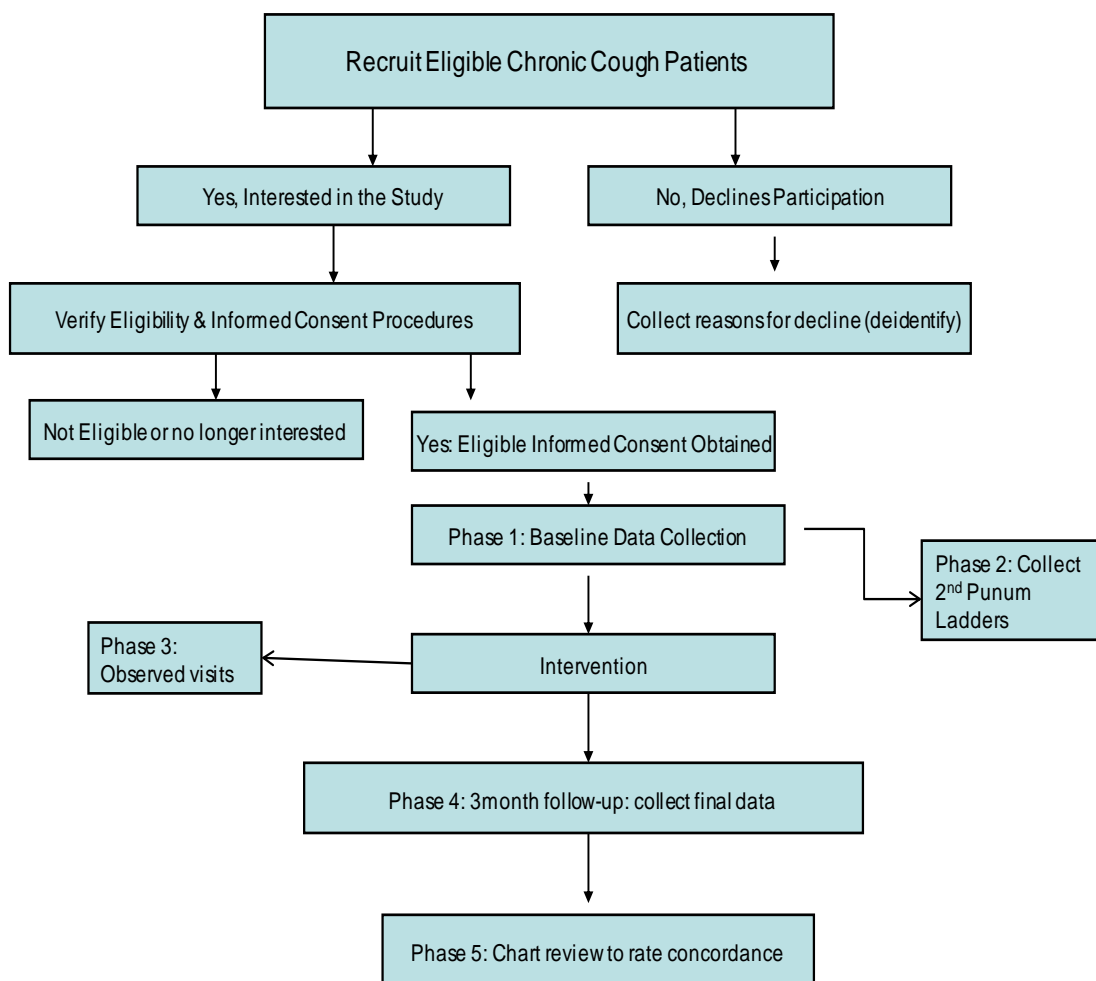 Recruit Eligible Chronic Cough Patients
Yes, Interested in the Study
No, Declines Participation
Verify Eligibility & Informed Consent Procedures
Collect reasons for decline (deidentify)
Not Eligible or no longer interested
Yes: Eligible Informed Consent Obtained
Phase 1: Baseline Data Collection
Phase 2: Collect
2nd Punum
Ladders
Phase 3:
Observed visits
Intervention
Phase 4: 3month follow-up: collect final data
Phase 5: Chart review to rate concordance